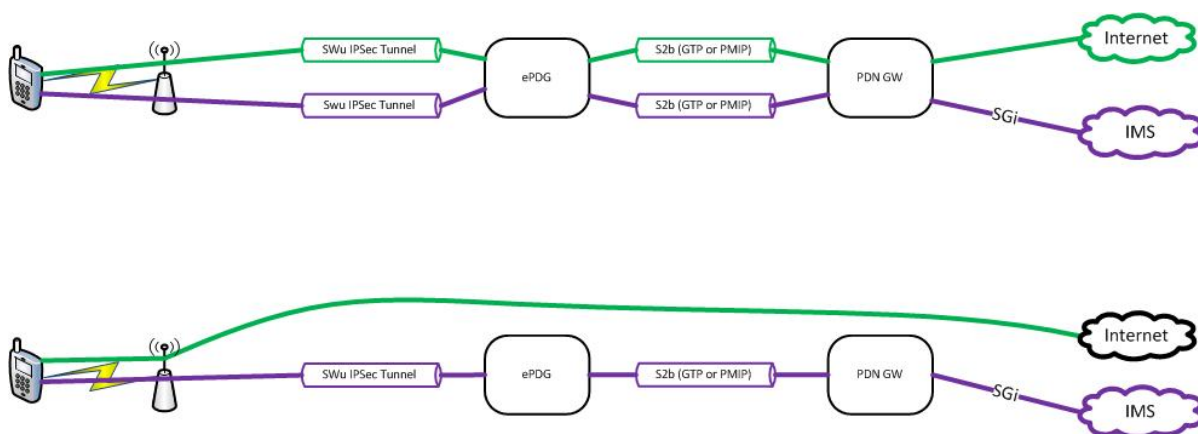 Internet
SWu IPSec Tunnel
S2b (GTP or PMIP)
ePDG
PDN GW
Swu IPSec Tunnel
S2b (GTP or PMIP)
SGi
IMS
Internet
SWu IPSec Tunnel
ePDG
S2b (GTP or PMIP)
PDN GW
SGi
IMS